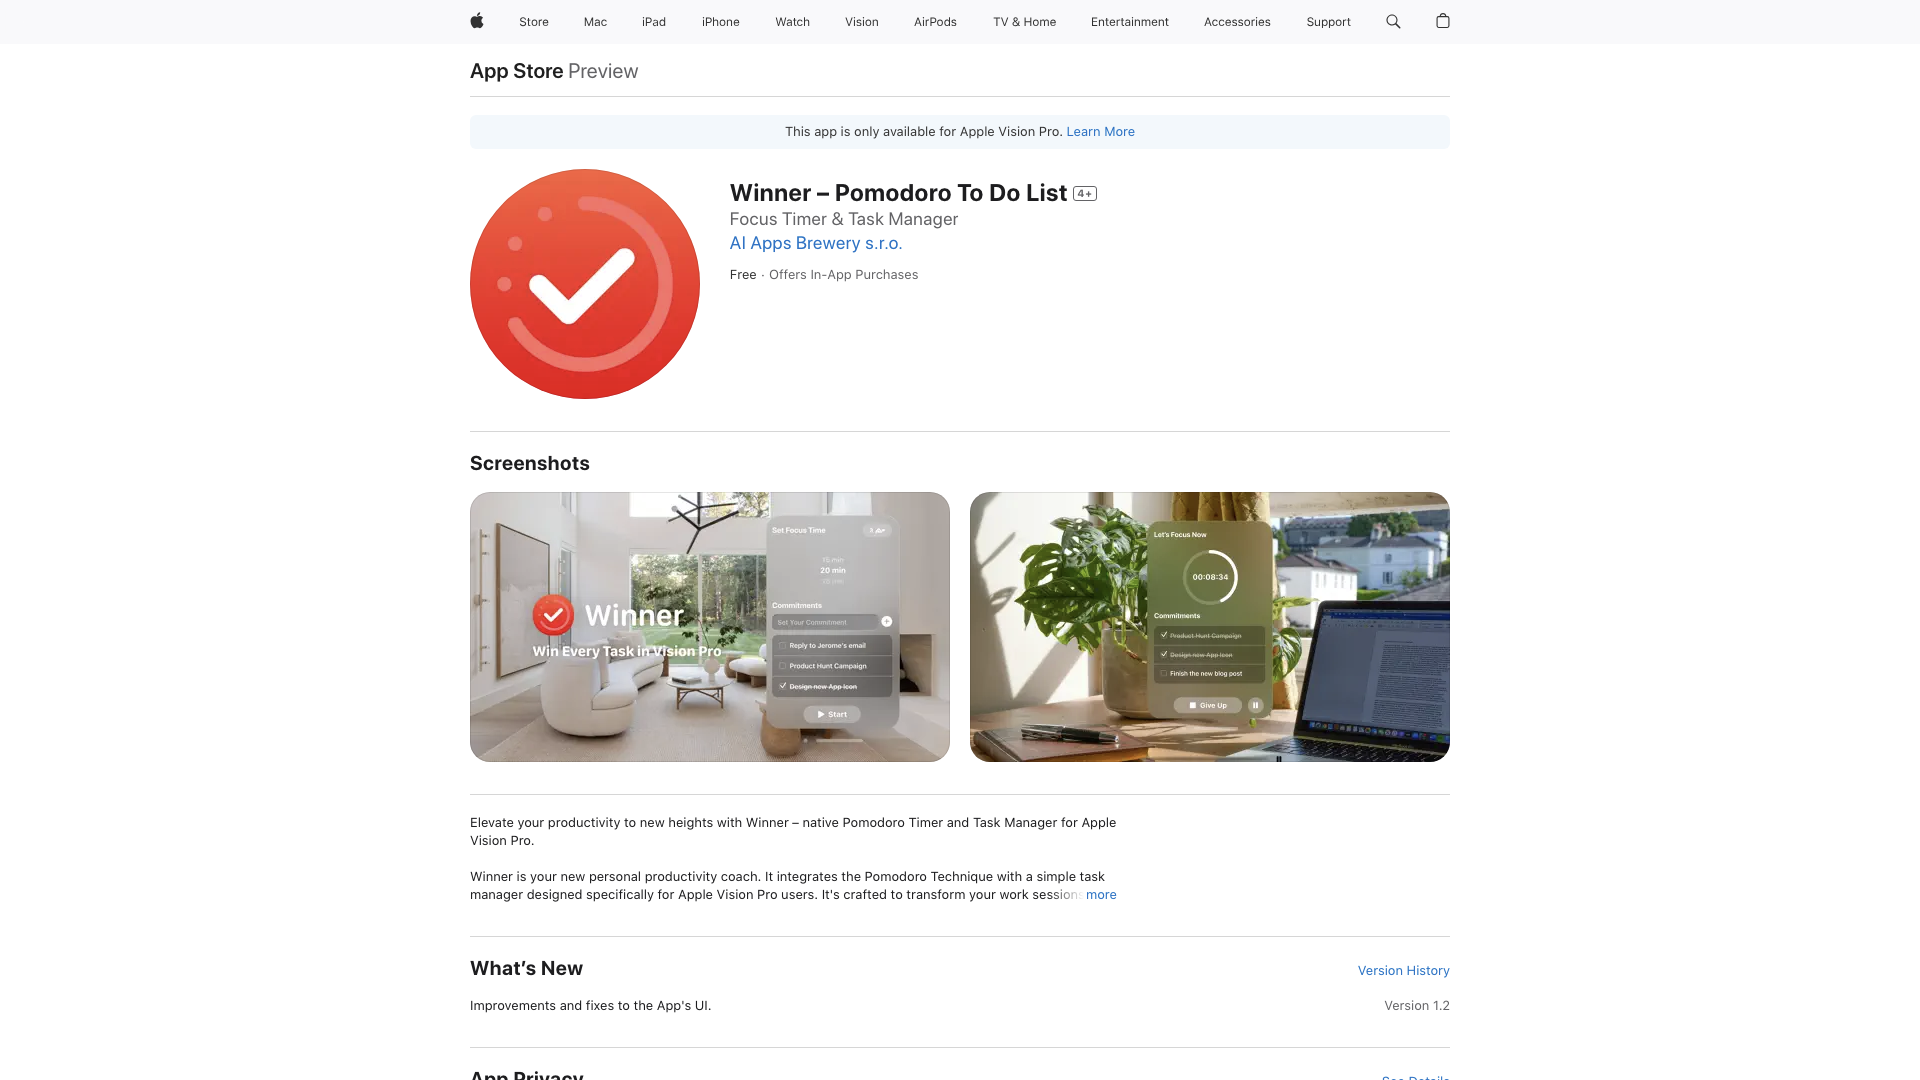 Store
Mac
iPad
iPhone
Watch
Vision
AirPods
TV & Home
Entertainment
Accessories
Support
App Store Preview
This app is only available for Apple Vision Pro. Learn More
Winner – Pomodoro To Do List 4+
Focus Timer & Task Manager
AI Apps Brewery s.r.o.
Free · Offers In-App Purchases
Screenshots
Winner
Win Every Task in Vision Pro
Set Focus Time
20 min
Commitments
Set Your Commitment
Reply to Jerome's email
Product Hunt Campaign
Design new App Icon
Start
Let's Focus Now
00:08:34
Commitments
Product Hunt Campaign
Design new App Icon
Finish the new blog post
Give Up
Elevate your productivity to new heights with Winner – native Pomodoro Timer and Task Manager for Apple
Vision Pro.
Winner is your new personal productivity coach. It integrates the Pomodoro Technique with a simple task
manager designed specifically for Apple Vision Pro users. It's crafted to transform your work sessions more
What's New
Version History
Improvements and fixes to the App's UI.
Version 1.2
App Privacy
See Details